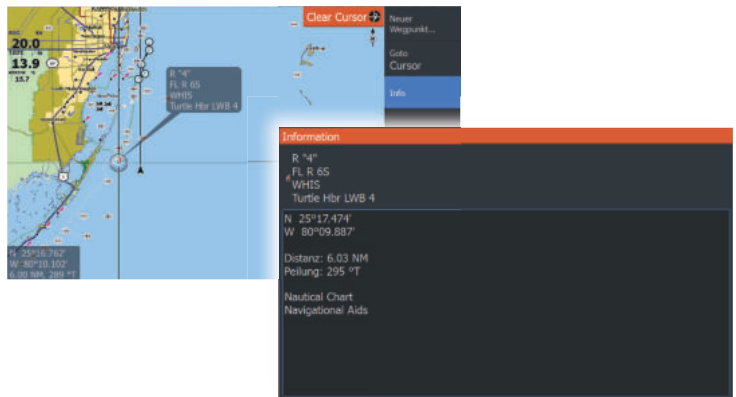 Clear Cursor
Neuer
Wegpunkt...
Goto
Cursor
Info
20.0
13.9
15.7
R "4"
FL R 6S
WHIS
Turtle Hbr LWB 4
N 25°16.762'
W 80°10.102'
6.00 NM, 289 °T
Information
R "4"
FL R 6S
WHIS
Turtle Hbr LWB 4
N 25°17.474'
W 80°09.887'
Distanz: 6.03 NM
Peilung: 295 °T
Nautical Chart
Navigational Aids